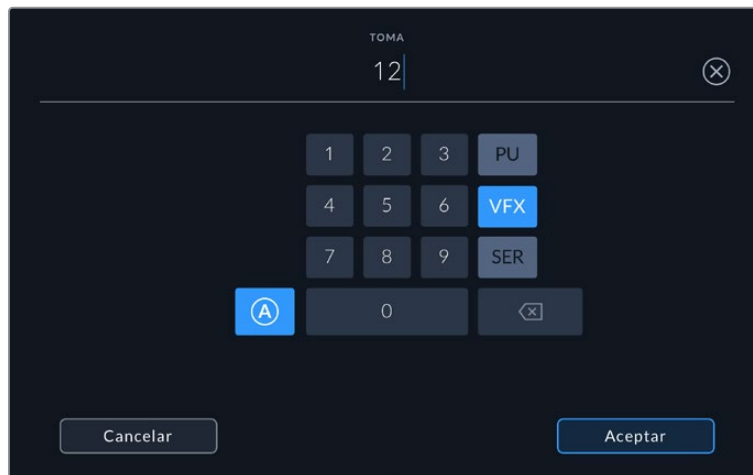 TOMA
12
1 2 3 PU
4 5 6 VFX
7 8 9 SER
A 0
Cancelar Aceptar